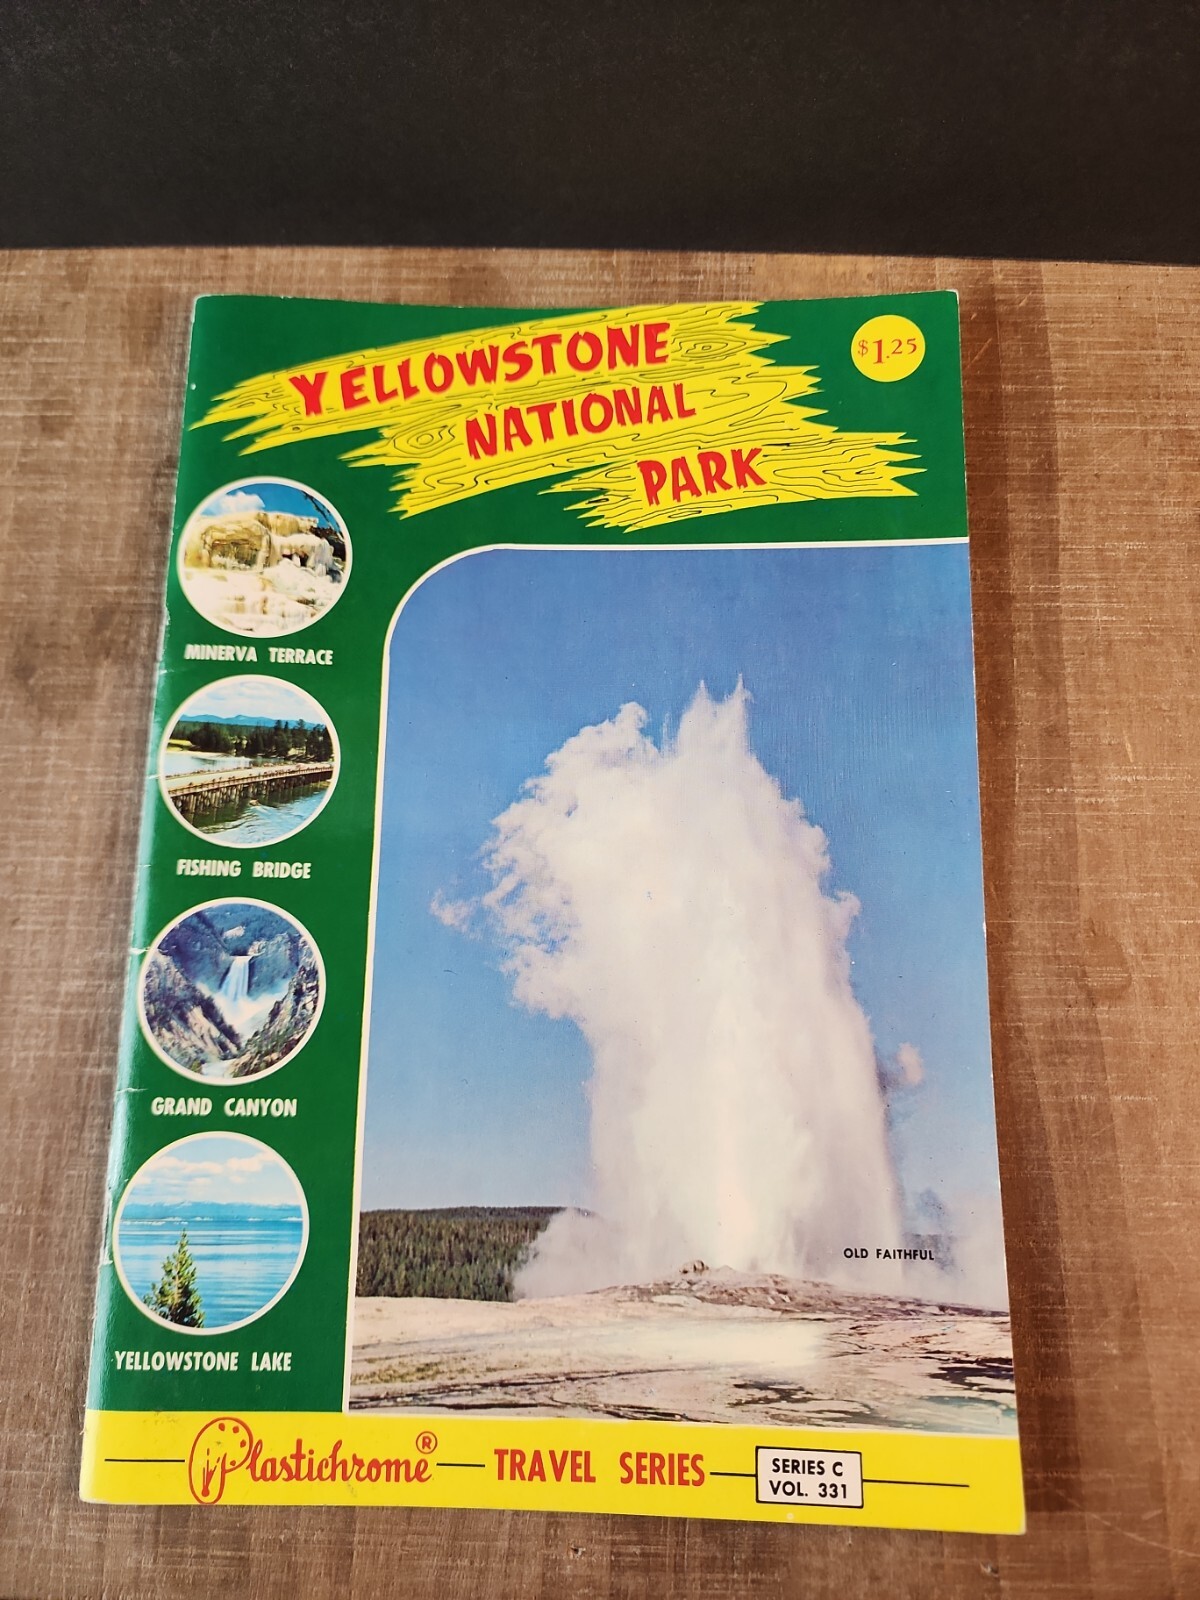 YELLOWSTONE
NATIONAL
PARK
$1.25
MINERVA TERRACE
FISHING BRIDGE
GRAND CANYON
YELLOWSTONE LAKE
OLD FAITHFUL
Plastichrome® TRAVEL SERIES
SERIES C
VOL. 331